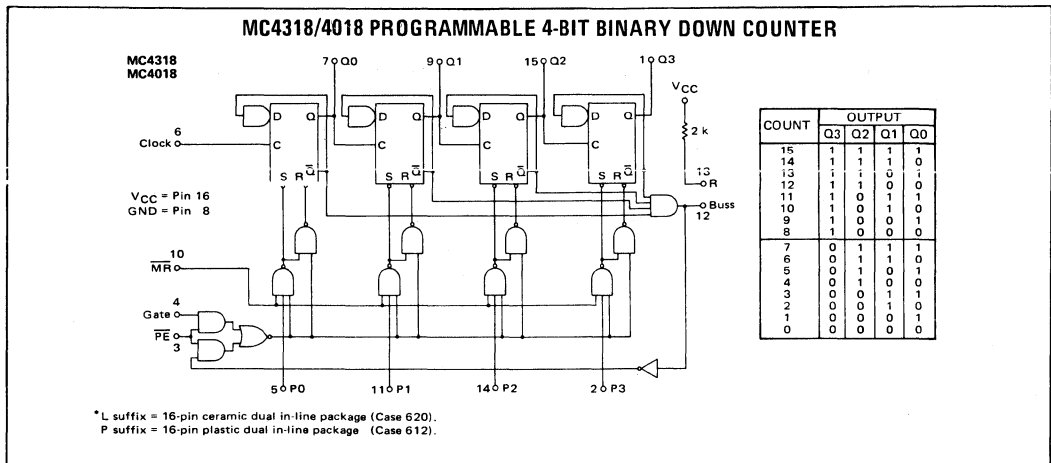 MC4318/4018 PROGRAMMABLE 4-BIT BINARY DOWN COUNTER
MC4318
MC4018
7 Q0
9 Q1
15 Q2
1 Q3
VCC
2 k
13
R
D Q
C
Q̅
S R
D Q
C
Q̅
S R
D Q
C
Q̅
S R
D Q
C
Q̅
S R
6
Clock
VCC = Pin 16
GND = Pin 8
Buss
12
10
M̅R̅
4
Gate
P̅E̅
3
5 P0
11 P1
14 P2
2 P3
COUNT OUTPUT
Q3 Q2 Q1 Q0
15 1 1 1 1
14 1 1 1 0
13 1 1 0 1
12 1 1 0 0
11 1 0 1 1
10 1 0 1 0
9 1 0 0 1
8 1 0 0 0
7 0 1 1 1
6 0 1 1 0
5 0 1 0 1
4 0 1 0 0
3 0 0 1 1
2 0 0 1 0
1 0 0 0 1
0 0 0 0 0
*L suffix = 16-pin ceramic dual in-line package (Case 620).
P suffix = 16-pin plastic dual in-line package (Case 612).